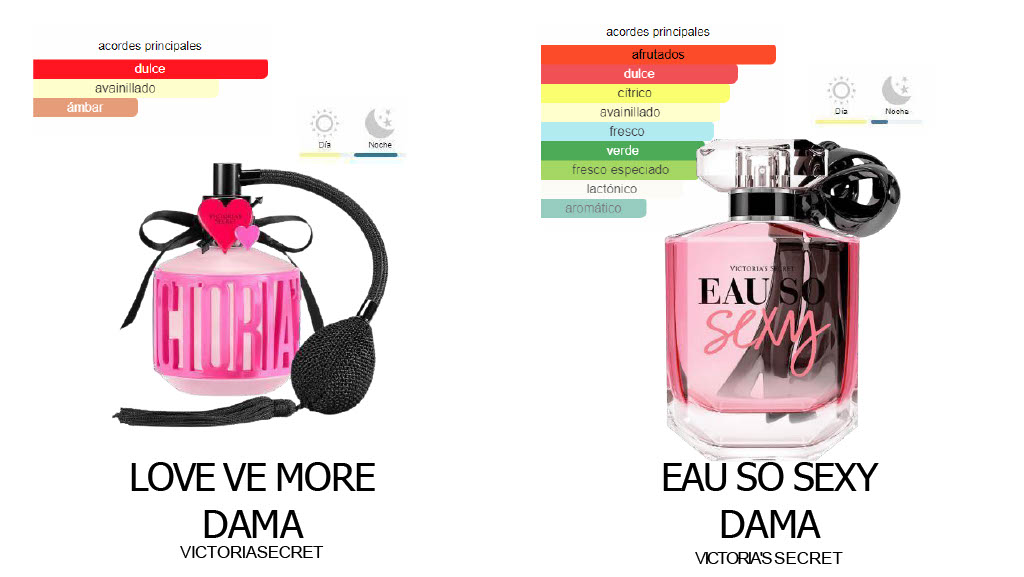 acordes principales
dulce
avainillado
ámbar
Día
Noche
VICTORIA'S
SECRET
CTORIA
LOVE VE MORE
DAMA
VICTORIASECRET
acordes principales
afrutados
dulce
cítrico
avainillado
fresco
verde
fresco especiado
lactónico
aromático
Día
Noche
VICTORIA'S SECRET
EAU SO
sexy
EAU SO SEXY
DAMA
VICTORIA'S SECRET